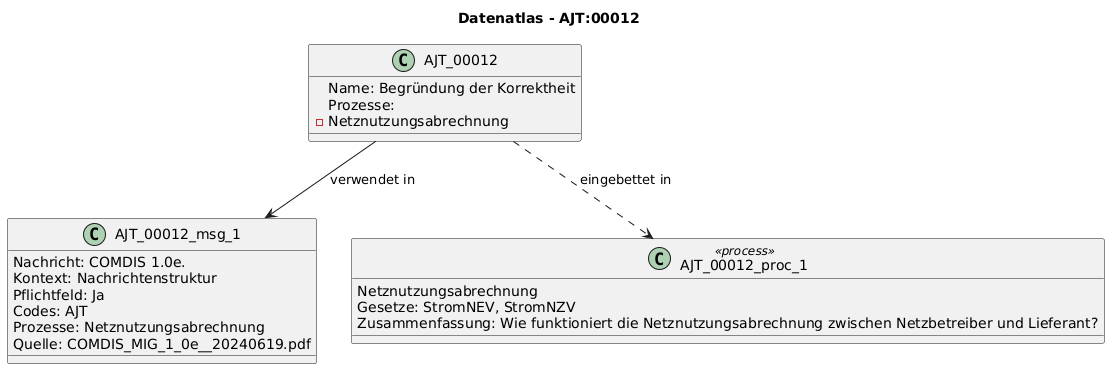 Datenatlas - AJT:00012
C AJT_00012
Name: Begründung der Korrektheit
Prozesse:
Netznutzungsabrechnung
verwendet in
eingebettet in
C AJT_00012_msg_1
Nachricht: COMDIS 1.0e.
Kontext: Nachrichtenstruktur
Pflichtfeld: Ja
Codes: AJT
Prozesse: Netznutzungsabrechnung
Quelle: COMDIS_MIG_1_0e__20240619.pdf
«process»
C AJT_00012_proc_1
Netznutzungsabrechnung
Gesetze: StromNEV, StromNZV
Zusammenfassung: Wie funktioniert die Netznutzungsabrechnung zwischen Netzbetreiber und Lieferant?